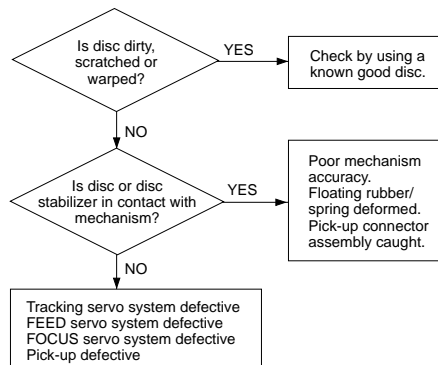 Is disc dirty,
scratched or
warped?
YES
Check by using a
known good disc.
NO
Is disc or disc
stabilizer in contact with
mechanism?
YES
Poor mechanism
accuracy.
Floating rubber/
spring deformed.
Pick-up connector
assembly caught.
NO
Tracking servo system defective
FEED servo system defective
FOCUS servo system defective
Pick-up defective